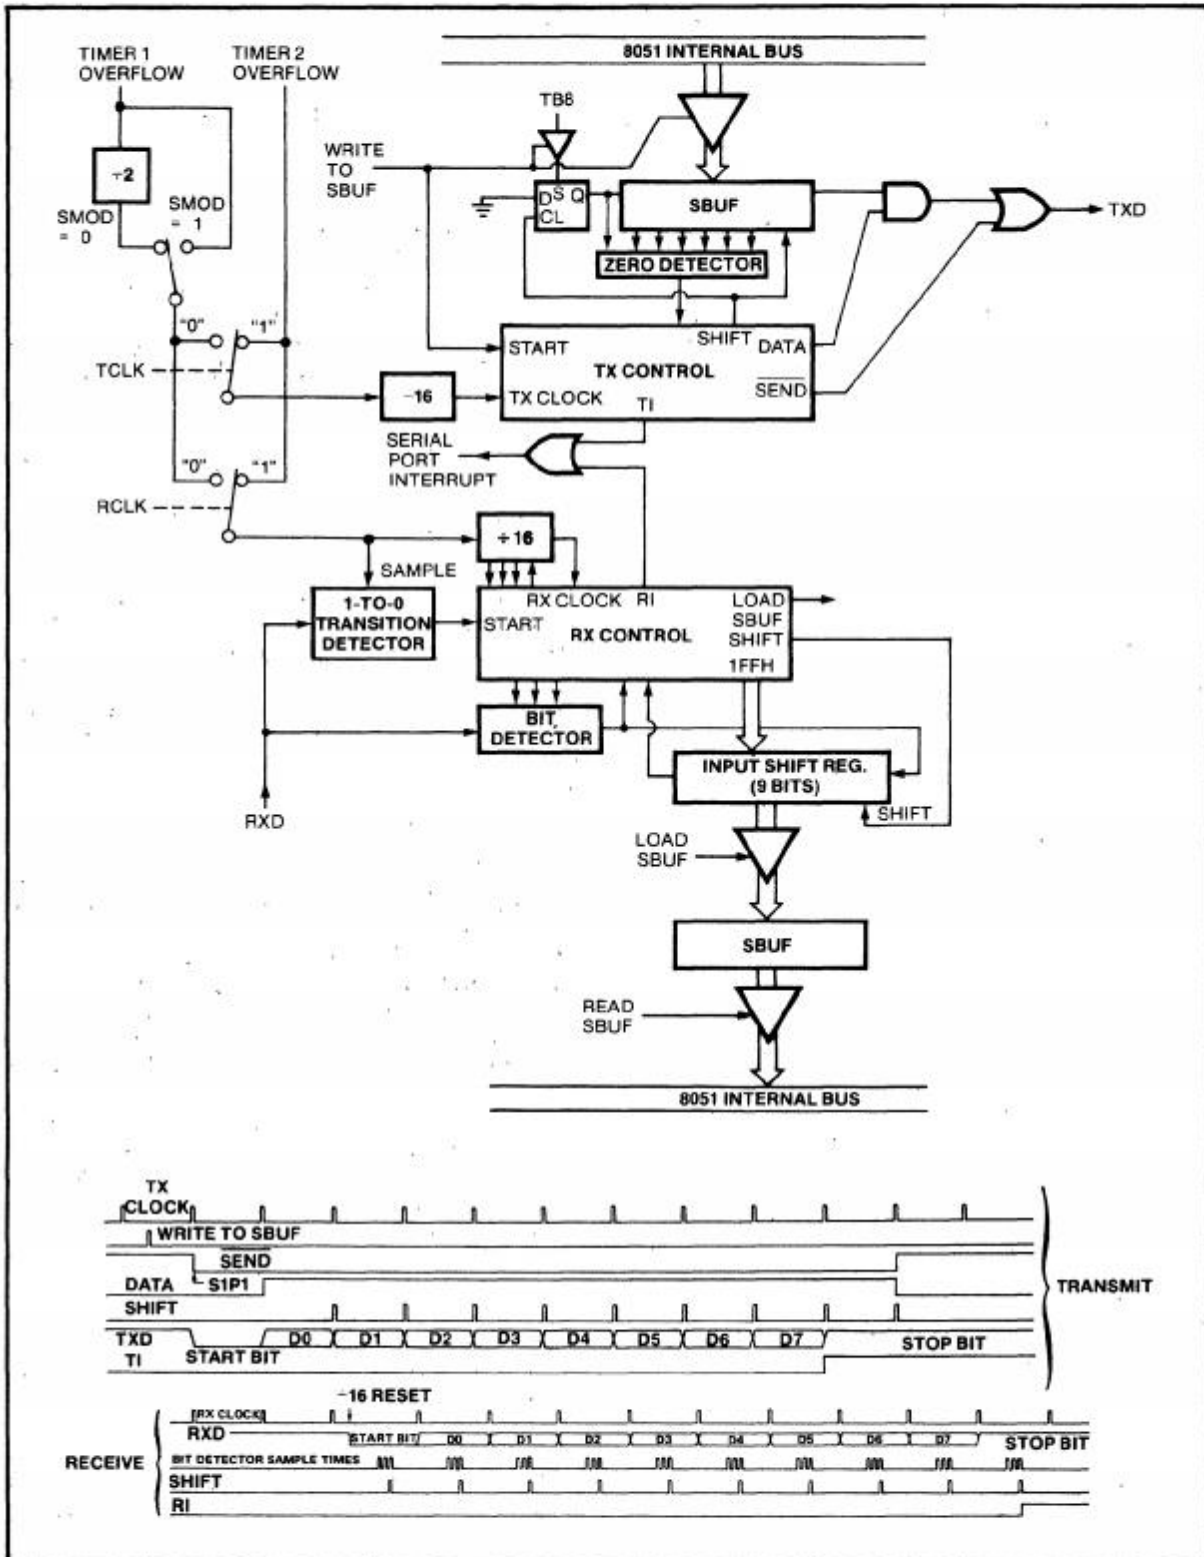 TIMER 1
OVERFLOW
TIMER 2
OVERFLOW
8051 INTERNAL BUS
TB8
WRITE
TO
SBUF
÷2
SMOD
= 0
SMOD
= 1
D S Q
CL
SBUF
TXD
ZERO DETECTOR
"0"
"1"
TCLK
START
SHIFT
DATA
TX CONTROL
SEND
-16
TX CLOCK
TI
SERIAL
PORT
INTERRUPT
"0"
"1"
RCLK
÷16
SAMPLE
1-TO-0
TRANSITION
DETECTOR
RX CLOCK
RI
LOAD
SBUF
START
RX CONTROL
SHIFT
1FFH
BIT
DETECTOR
INPUT SHIFT REG.
(9 BITS)
RXD
SHIFT
LOAD
SBUF
SBUF
READ
SBUF
8051 INTERNAL BUS
TX
CLOCK
WRITE TO SBUF
SEND
DATA
S1P1
TRANSMIT
SHIFT
TXD
D0 D1 D2 D3 D4 D5 D6 D7
STOP BIT
TI
START BIT
-16 RESET
RX CLOCK
RXD
START BIT D0 D1 D2 D3 D4 D5 D6 D7 STOP BIT
RECEIVE
BIT DETECTOR SAMPLE TIMES
SHIFT
RI